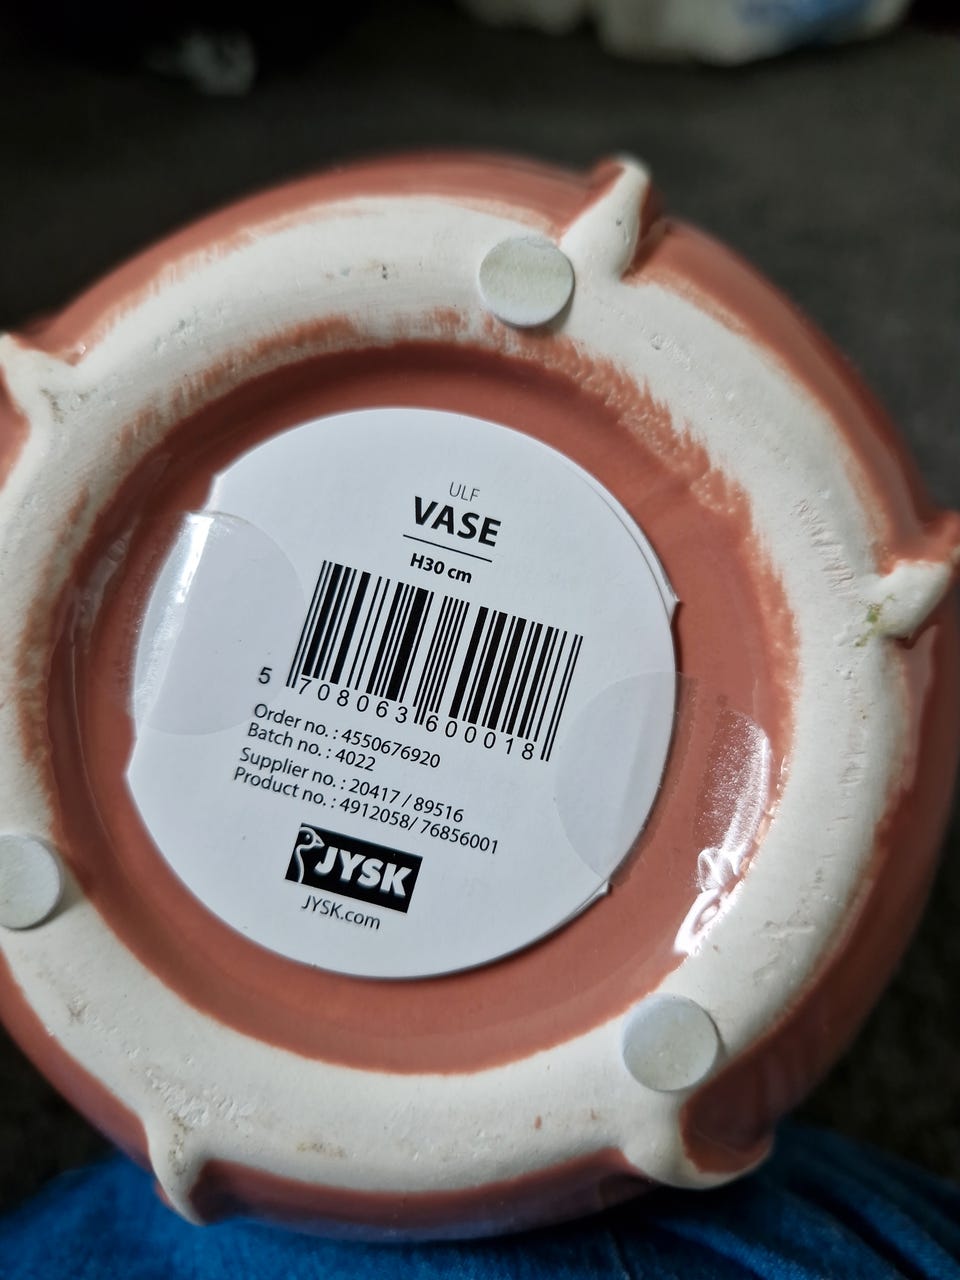 ULF
VASE
H30 cm
5 708063 600018
Order no. : 4550676920
Batch no. : 4022
Supplier no. : 20417 / 89516
Product no. : 4912058/ 76856001
JYSK
JYSK.com